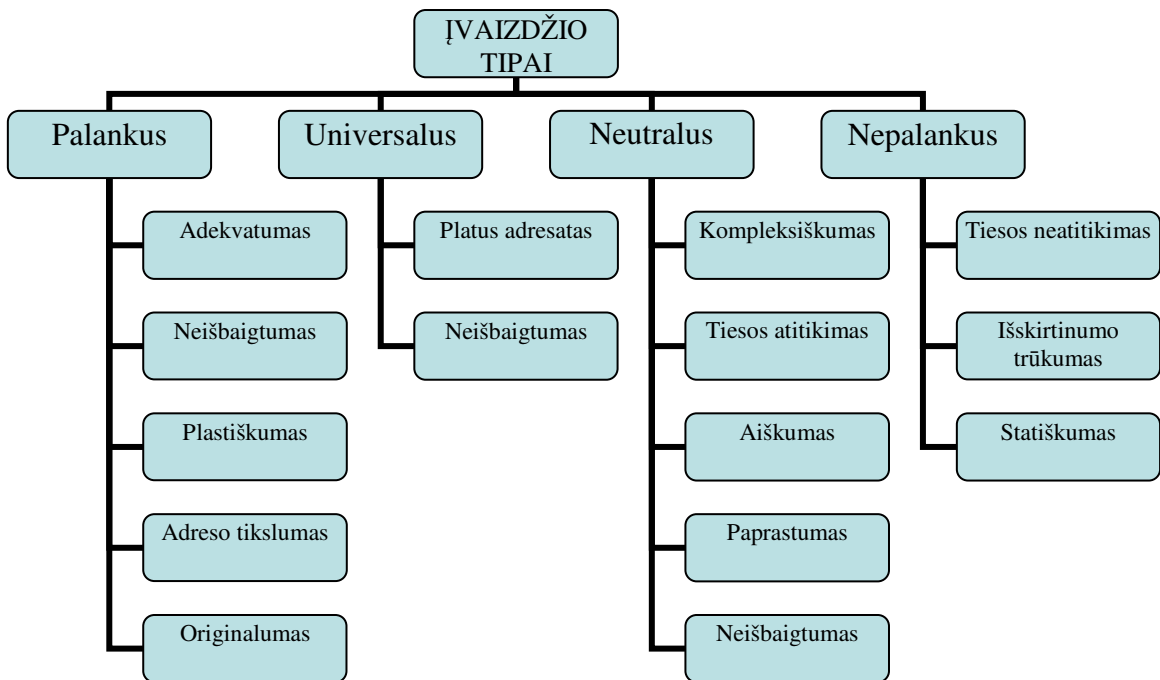 ĮVAIZDŽIO
TIPAI
Palankus
Universalus
Neutralus
Nepalankus
Adekvatumas
Platus adresatas
Kompleksiškumas
Tiesos neatitikimas
Neišbaigtumas
Neišbaigtumas
Tiesos atitikimas
Išskirtinumo
trūkumas
Plastiškumas
Aiškumas
Statiškumas
Adreso tikslumas
Paprastumas
Originalumas
Neišbaigtumas